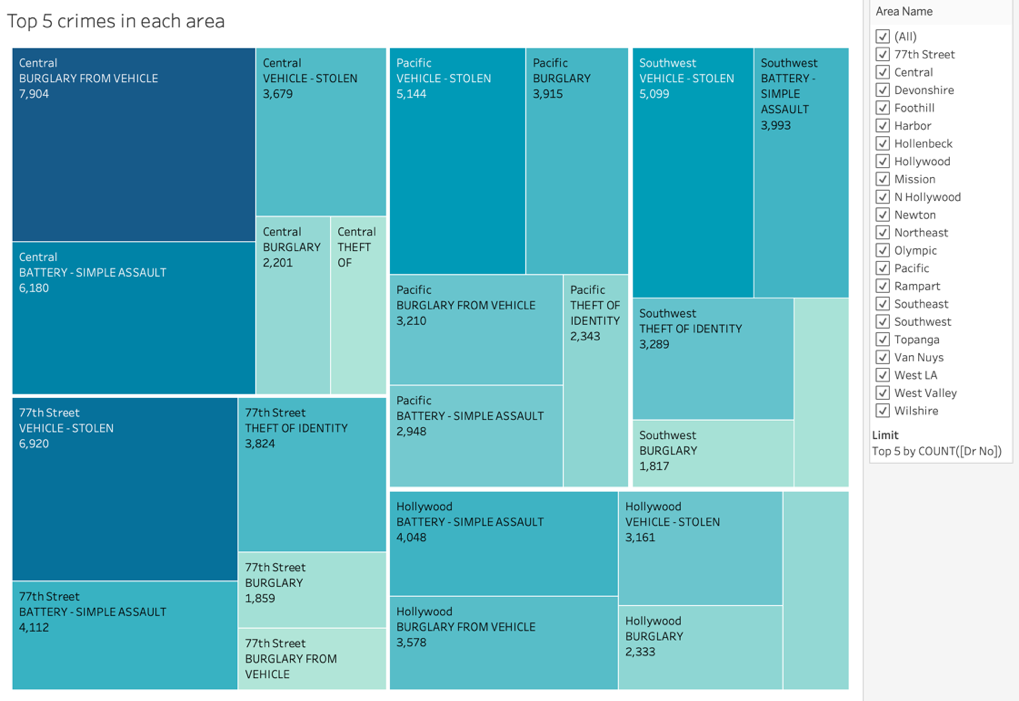 Top 5 crimes in each area
Central
BURGLARY FROM VEHICLE
7,904
Central
VEHICLE - STOLEN
3,679
Central
BATTERY - SIMPLE ASSAULT
6,180
Central
BURGLARY
2,201
Central
THEFT
OF
77th Street
VEHICLE - STOLEN
6,920
77th Street
THEFT OF IDENTITY
3,824
77th Street
BURGLARY
1,859
77th Street
BATTERY - SIMPLE ASSAULT
4,112
77th Street
BURGLARY FROM
VEHICLE
Pacific
VEHICLE - STOLEN
5,144
Pacific
BURGLARY
3,915
Pacific
BURGLARY FROM VEHICLE
3,210
Pacific
THEFT OF
IDENTITY
2,343
Pacific
BATTERY - SIMPLE ASSAULT
2,948
Southwest
VEHICLE - STOLEN
5,099
Southwest
BATTERY -
SIMPLE
ASSAULT
3,993
Southwest
THEFT OF IDENTITY
3,289
Southwest
BURGLARY
1,817
Hollywood
BATTERY - SIMPLE ASSAULT
4,048
Hollywood
VEHICLE - STOLEN
3,161
Hollywood
BURGLARY FROM VEHICLE
3,578
Hollywood
BURGLARY
2,333
Area Name
(All)
77th Street
Central
Devonshire
Foothill
Harbor
Hollenbeck
Hollywood
Mission
N Hollywood
Newton
Northeast
Olympic
Pacific
Rampart
Southeast
Southwest
Topanga
Van Nuys
West LA
West Valley
Wilshire
Limit
Top 5 by COUNT([Dr No])